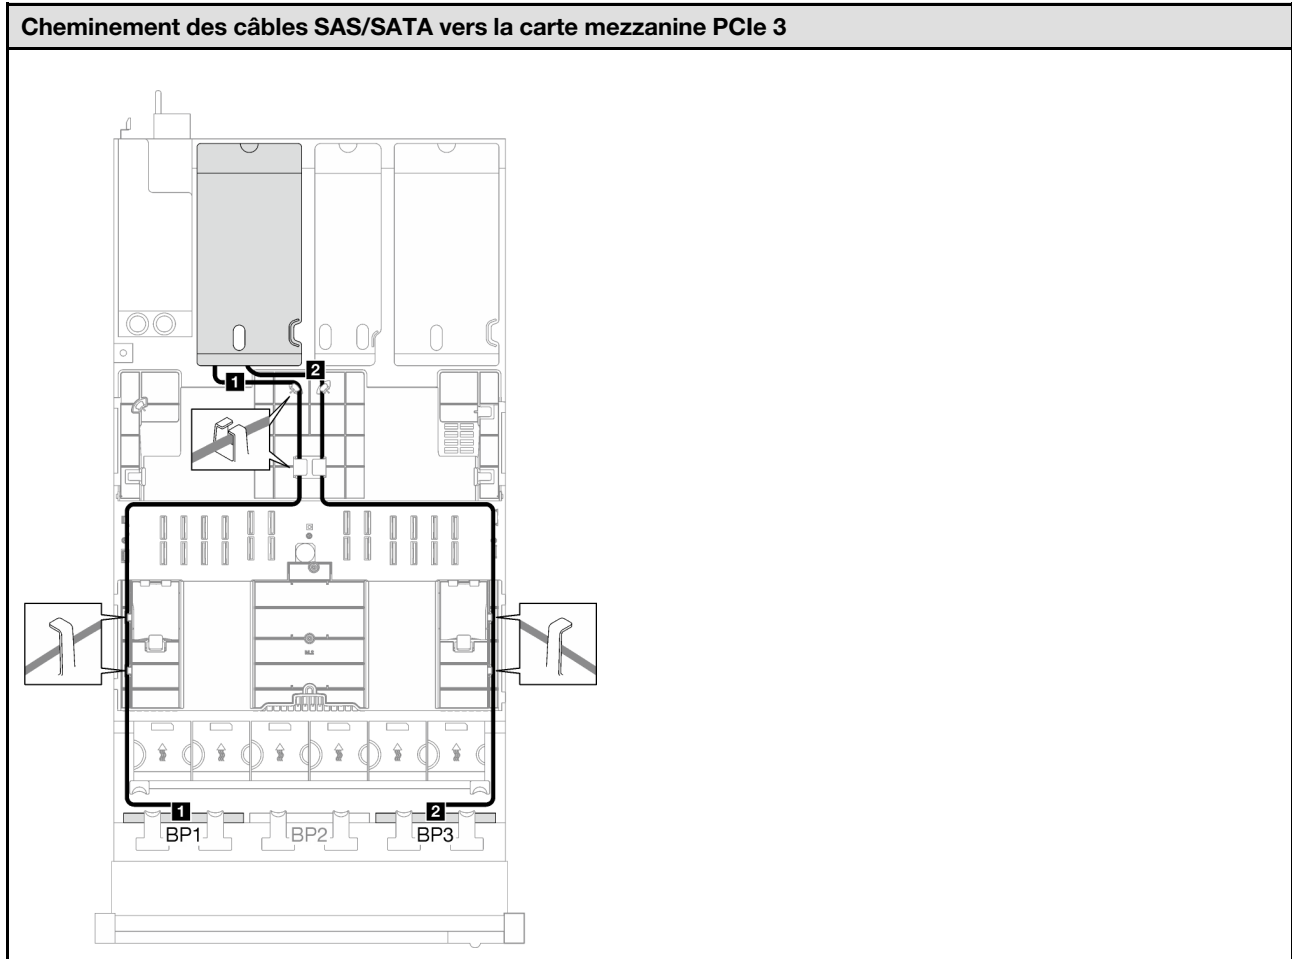 Cheminement des câbles SAS/SATA vers la carte mezzanine PCIe 3
2
1
1
2
BP1
BP2
BP3